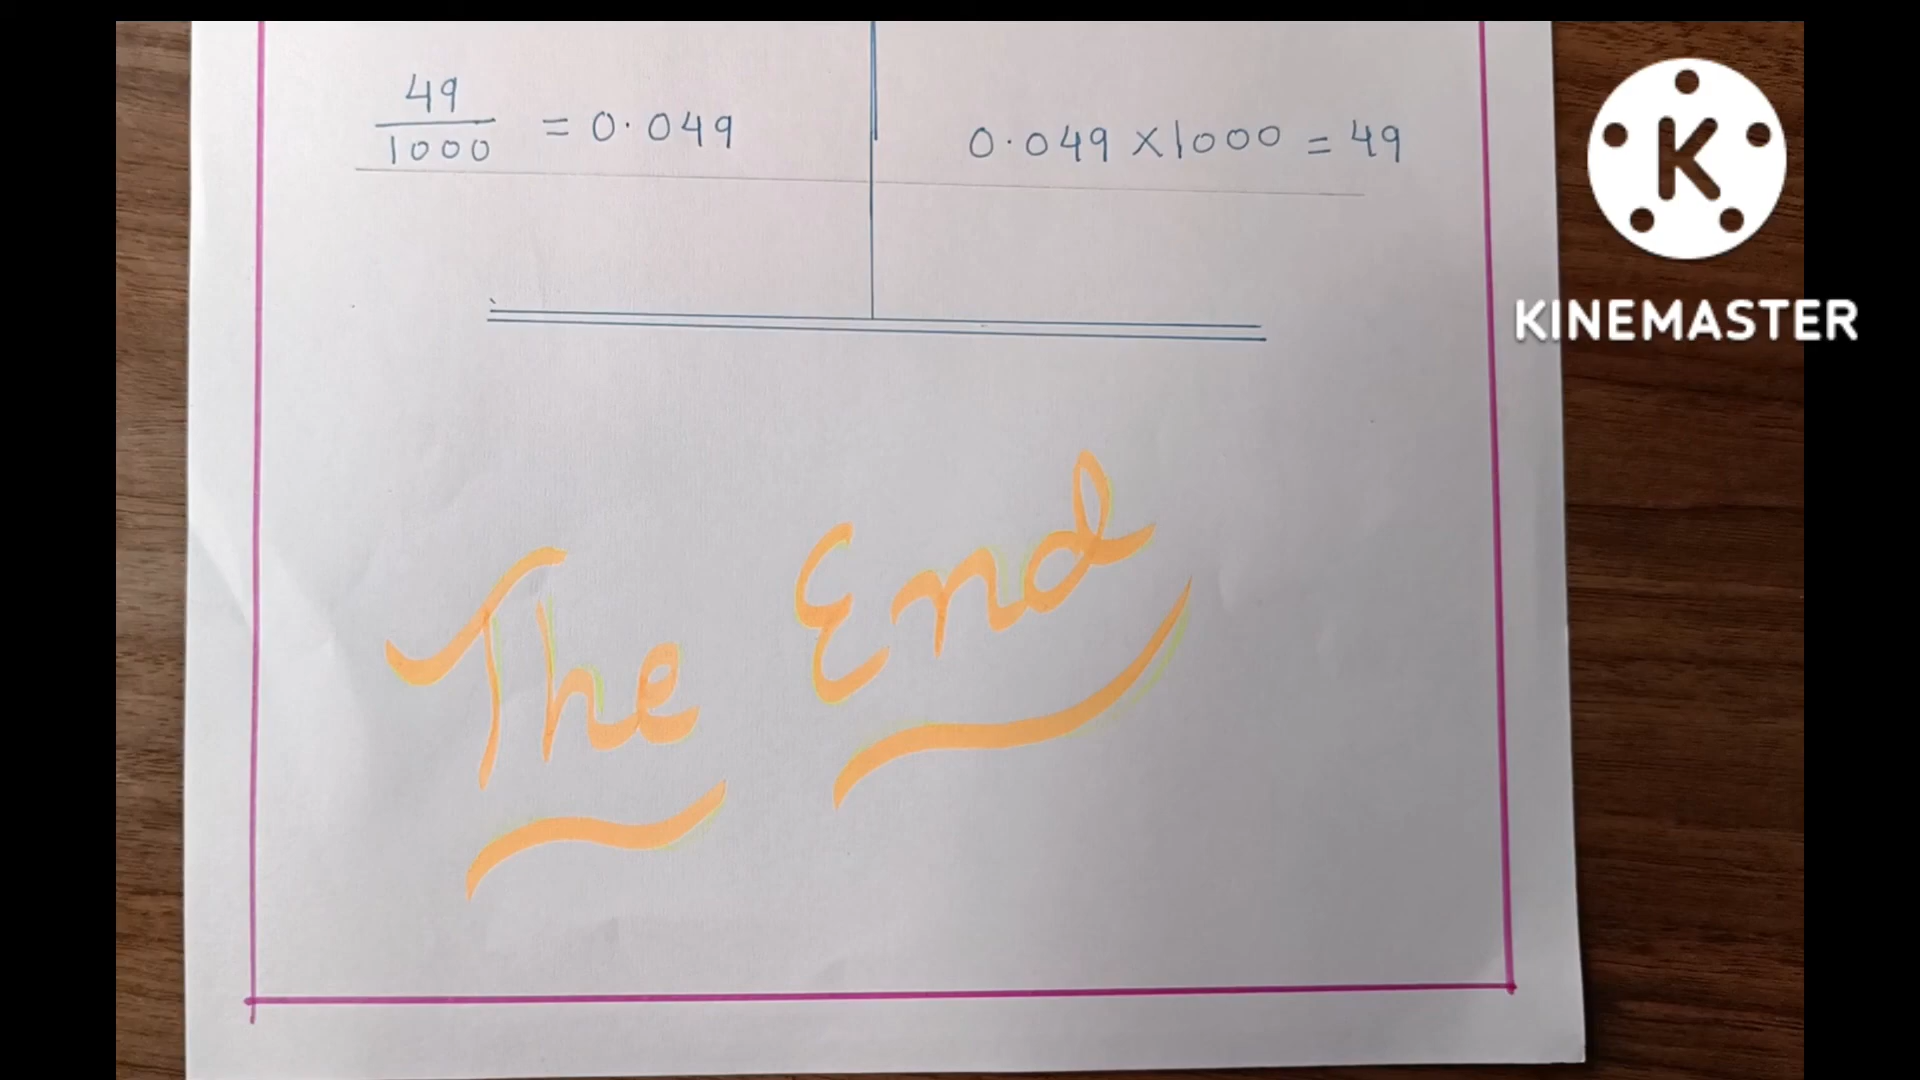 49/1000 = 0.049
0.049 × 1000 = 49
The End
K
KINEMASTER